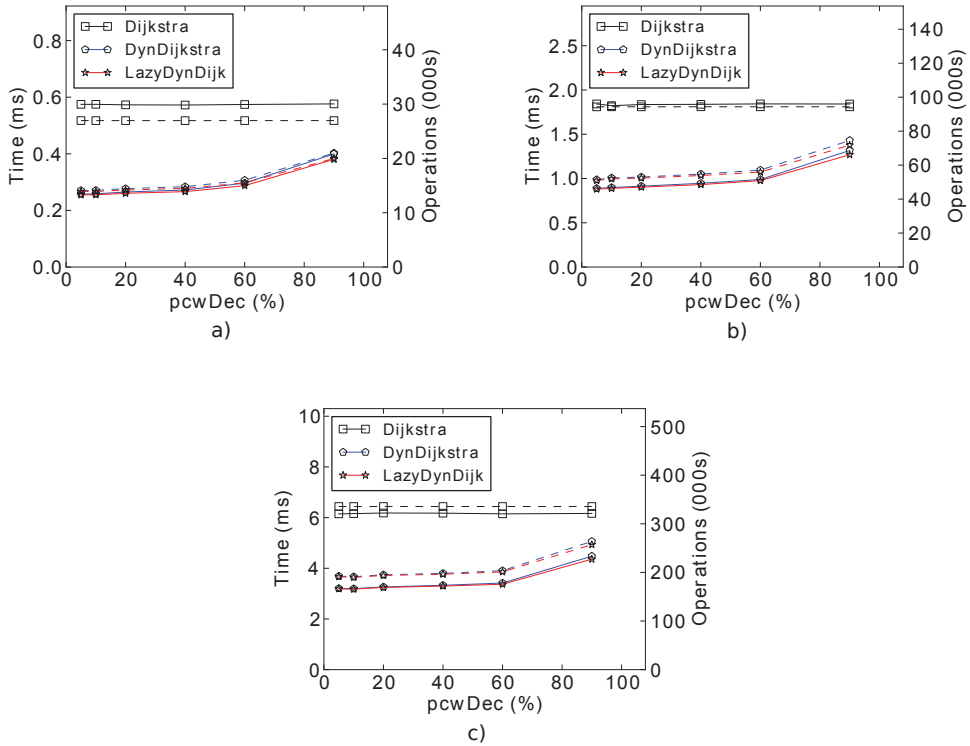 Dijkstra
DynDijkstra
LazyDynDijk
Time (ms)
0.8
0.6
0.4
0.2
0.0
Operations (000s)
40
30
20
10
0
0 20 40 60 80 100
pcwDec (%)
a)
Dijkstra
DynDijkstra
LazyDynDijk
Time (ms)
2.5
2.0
1.5
1.0
0.5
0.0
Operations (000s)
140
120
100
80
60
40
20
0
0 20 40 60 80 100
pcwDec (%)
b)
Dijkstra
DynDijkstra
LazyDynDijk
Time (ms)
10
8
6
4
2
0
Operations (000s)
500
400
300
200
100
0
0 20 40 60 80 100
pcwDec (%)
c)